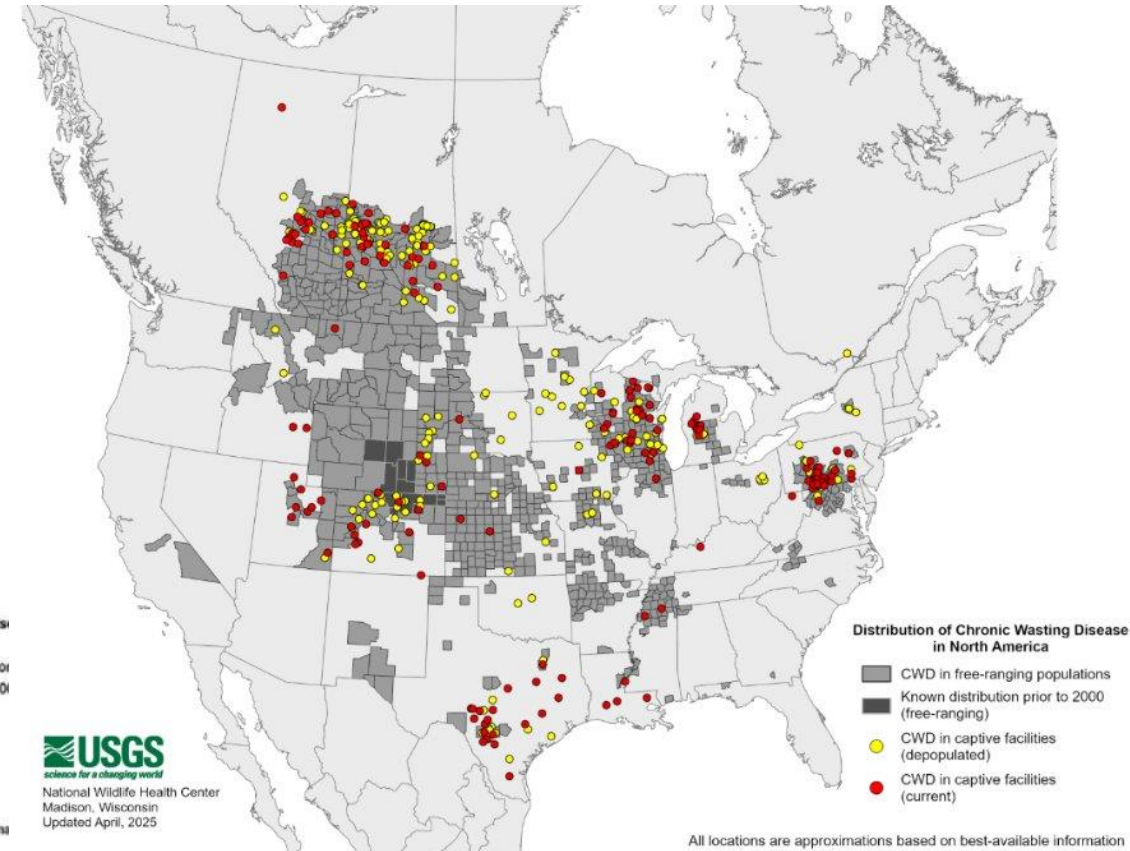 Distribution of Chronic Wasting Disease
in North America
CWD in free-ranging populations
Known distribution prior to 2000
(free-ranging)
CWD in captive facilities
(depopulated)
CWD in captive facilities
(current)
USGS
science for a changing world
National Wildlife Health Center
Madison, Wisconsin
Updated April, 2025
All locations are approximations based on best-available information